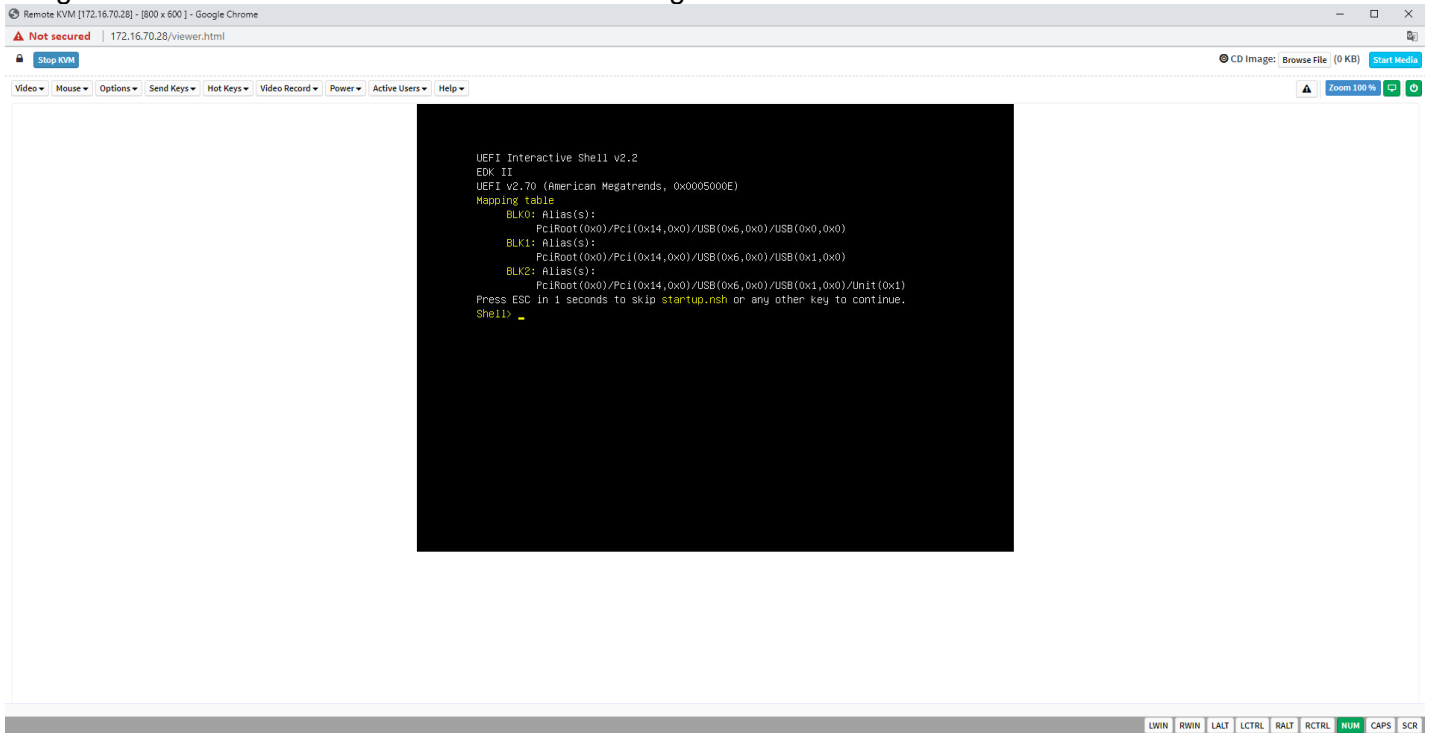 Remote KVM [172.16.70.28] - [800 x 600 ] - Google Chrome
Not secured | 172.16.70.28/viewer.html
Stop KVM
CD Image: Browse File (0 KB) Start Media
Video Mouse Options Send Keys Hot Keys Video Record Power Active Users Help
Zoom 100 %
UEFI Interactive Shell v2.2
EDK II
UEFI v2.70 (American Megatrends, 0x0005000E)
Mapping table
BLK0: Alias(s):
PciRoot(0x0)/Pci(0x14,0x0)/USB(0x6,0x0)/USB(0x0,0x0)
BLK1: Alias(s):
PciRoot(0x0)/Pci(0x14,0x0)/USB(0x6,0x0)/USB(0x1,0x0)
BLK2: Alias(s):
PciRoot(0x0)/Pci(0x14,0x0)/USB(0x6,0x0)/USB(0x1,0x0)/Unit(0x1)
Press ESC in 1 seconds to skip startup.nsh or any other key to continue.
Shell> _
LWIN RWIN LALT LCTRL RALT RCTRL NUM CAPS SCR